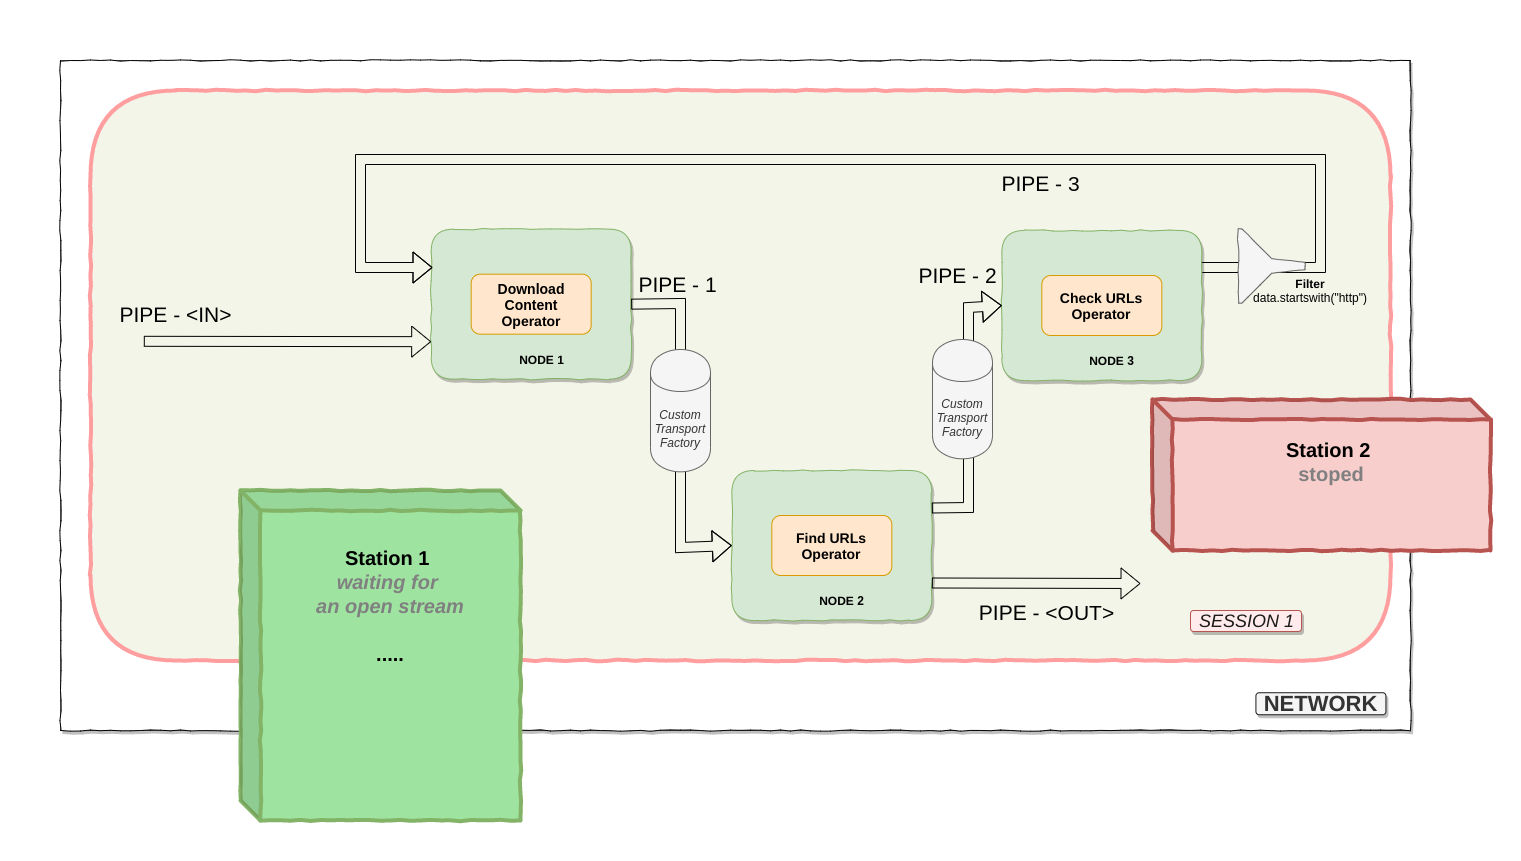 PIPE - 3
PIPE - <IN>
Download
Content
Operator
NODE 1
PIPE - 1
Custom
Transport
Factory
PIPE - 2
Custom
Transport
Factory
Check URLs
Operator
NODE 3
Filter
data.startswith("http")
Find URLs
Operator
NODE 2
PIPE - <OUT>
Station 1
waiting for
an open stream
.....
Station 2
stoped
SESSION 1
NETWORK